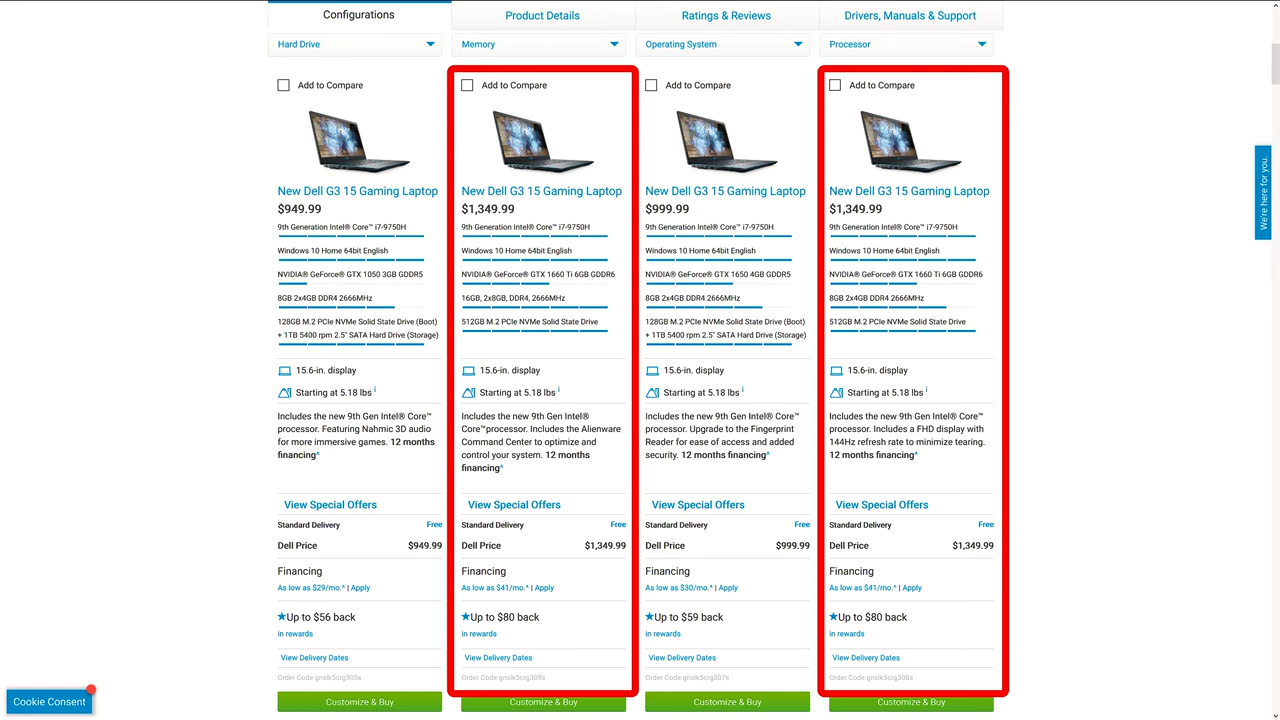 Configurations
Product Details
Ratings & Reviews
Drivers, Manuals & Support
Hard Drive
Memory
Operating System
Processor
Add to Compare
New Dell G3 15 Gaming Laptop
$949.99
9th Generation Intel® Core™ i7-9750H
Windows 10 Home 64bit English
NVIDIA® GeForce® GTX 1050 3GB GDDR5
8GB 2x4GB DDR4 2666MHz
128GB M.2 PCIe NVMe Solid State Drive (Boot)
+ 1TB 5400 rpm 2.5" SATA Hard Drive (Storage)
15.6-in. display
Starting at 5.18 lbs i
Includes the new 9th Gen Intel® Core™
processor. Featuring Nahmic 3D audio
for more immersive games. 12 months
financing^
View Special Offers
Standard Delivery Free
Dell Price $949.99
Financing
As low as $29/mo.^ | Apply
Up to $56 back
in rewards
View Delivery Dates
Order Code gnslk5crg305s
Customize & Buy
Add to Compare
New Dell G3 15 Gaming Laptop
$1,349.99
9th Generation Intel® Core™ i7-9750H
Windows 10 Home 64bit English
NVIDIA® GeForce® GTX 1660 Ti 6GB GDDR6
16GB, 2x8GB, DDR4, 2666MHz
512GB M.2 PCIe NVMe Solid State Drive
15.6-in. display
Starting at 5.18 lbs i
Includes the new 9th Gen Intel®
Core™processor. Includes the Alienware
Command Center to optimize and
control your system. 12 months
financing^
View Special Offers
Standard Delivery Free
Dell Price $1,349.99
Financing
As low as $41/mo.^ | Apply
Up to $80 back
in rewards
View Delivery Dates
Order Code gnslk5crg309s
Customize & Buy
Add to Compare
New Dell G3 15 Gaming Laptop
$999.99
9th Generation Intel® Core™ i7-9750H
Windows 10 Home 64bit English
NVIDIA® GeForce® GTX 1650 4GB GDDR5
8GB 2x4GB DDR4 2666MHz
128GB M.2 PCIe NVMe Solid State Drive (Boot)
+ 1TB 5400 rpm 2.5" SATA Hard Drive (Storage)
15.6-in. display
Starting at 5.18 lbs i
Includes the new 9th Gen Intel® Core™
processor. Upgrade to the Fingerprint
Reader for ease of access and added
security. 12 months financing^
View Special Offers
Standard Delivery Free
Dell Price $999.99
Financing
As low as $30/mo.^ | Apply
Up to $59 back
in rewards
View Delivery Dates
Order Code gnslk5crg307s
Customize & Buy
Add to Compare
New Dell G3 15 Gaming Laptop
$1,349.99
9th Generation Intel® Core™ i7-9750H
Windows 10 Home 64bit English
NVIDIA® GeForce® GTX 1660 Ti 6GB GDDR6
8GB 2x4GB DDR4 2666MHz
512GB M.2 PCIe NVMe Solid State Drive
15.6-in. display
Starting at 5.18 lbs i
Includes the new 9th Gen Intel® Core™
processor. Includes a FHD display with
144Hz refresh rate to minimize tearing.
12 months financing^
View Special Offers
Standard Delivery Free
Dell Price $1,349.99
Financing
As low as $41/mo.^ | Apply
Up to $80 back
in rewards
View Delivery Dates
Order Code gnslk5crg308s
Customize & Buy
We're here for you.
Cookie Consent